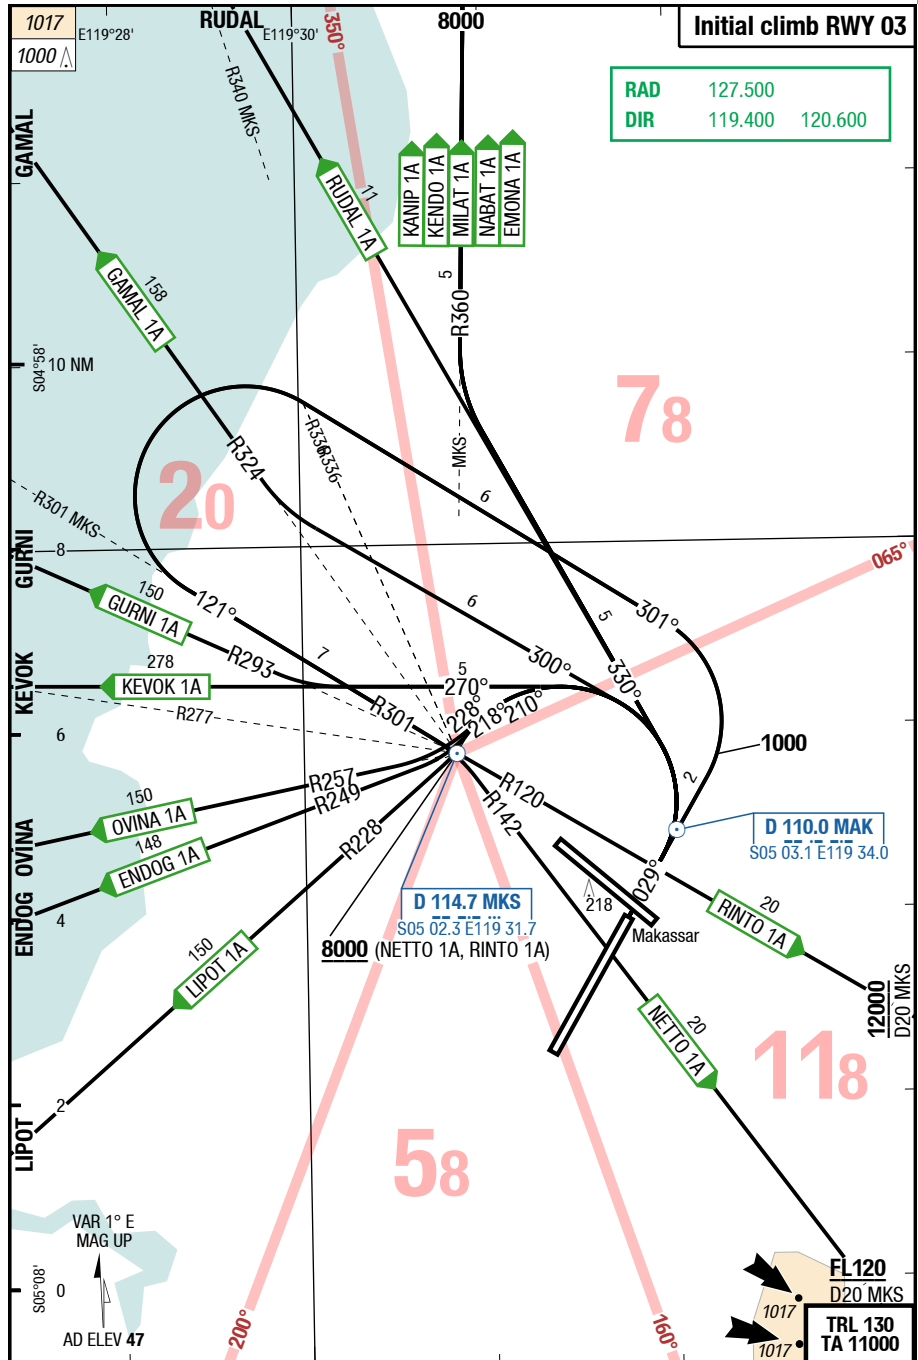 1017
1000
E119°28'
RUDAL
E119°30'
350°
8000
Initial climb RWY 03
RAD 127.500
DIR 119.400 120.600
R340 MKS
GAMAL
11
RUDAL 1A
KANIP 1A
KENDO 1A
MILAT 1A
NABAT 1A
EMONA 1A
5
R360
158
GAMAL 1A
S04°58'
10 NM
78
R324
R336
R336
MKS
6
20
R301 MKS
GURNI
8
065°
150
GURNI 1A
121°
7
6
5
301°
R293
300°
330°
KEVOK
278
KEVOK 1A
5
270°
R277
R301
228°
218°
210°
6
1000
2
R257
R249
R120
R142
150
OVINA 1A
OVINA
148
ENDOG 1A
ENDOG
R228
D 110.0 MAK
S05 03.1 E119 34.0
029°
D 114.7 MKS
S05 02.3 E119 31.7
218
Makassar
4
8000 (NETTO 1A, RINTO 1A)
20
RINTO 1A
150
LIPOT 1A
12000
D20 MKS
20
NETTO 1A
118
2
LIPOT
58
VAR 1° E
MAG UP
S05°08'
0
AD ELEV 47
200°
160°
FL120
D20 MKS
1017
1017
TRL 130
TA 11000